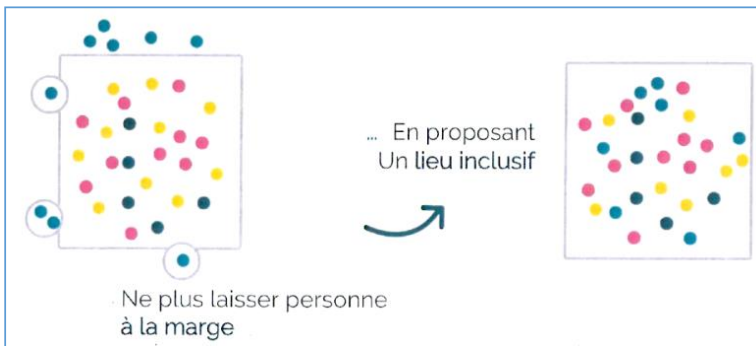 ... En proposant
Un lieu inclusif
Ne plus laisser personne
à la marge